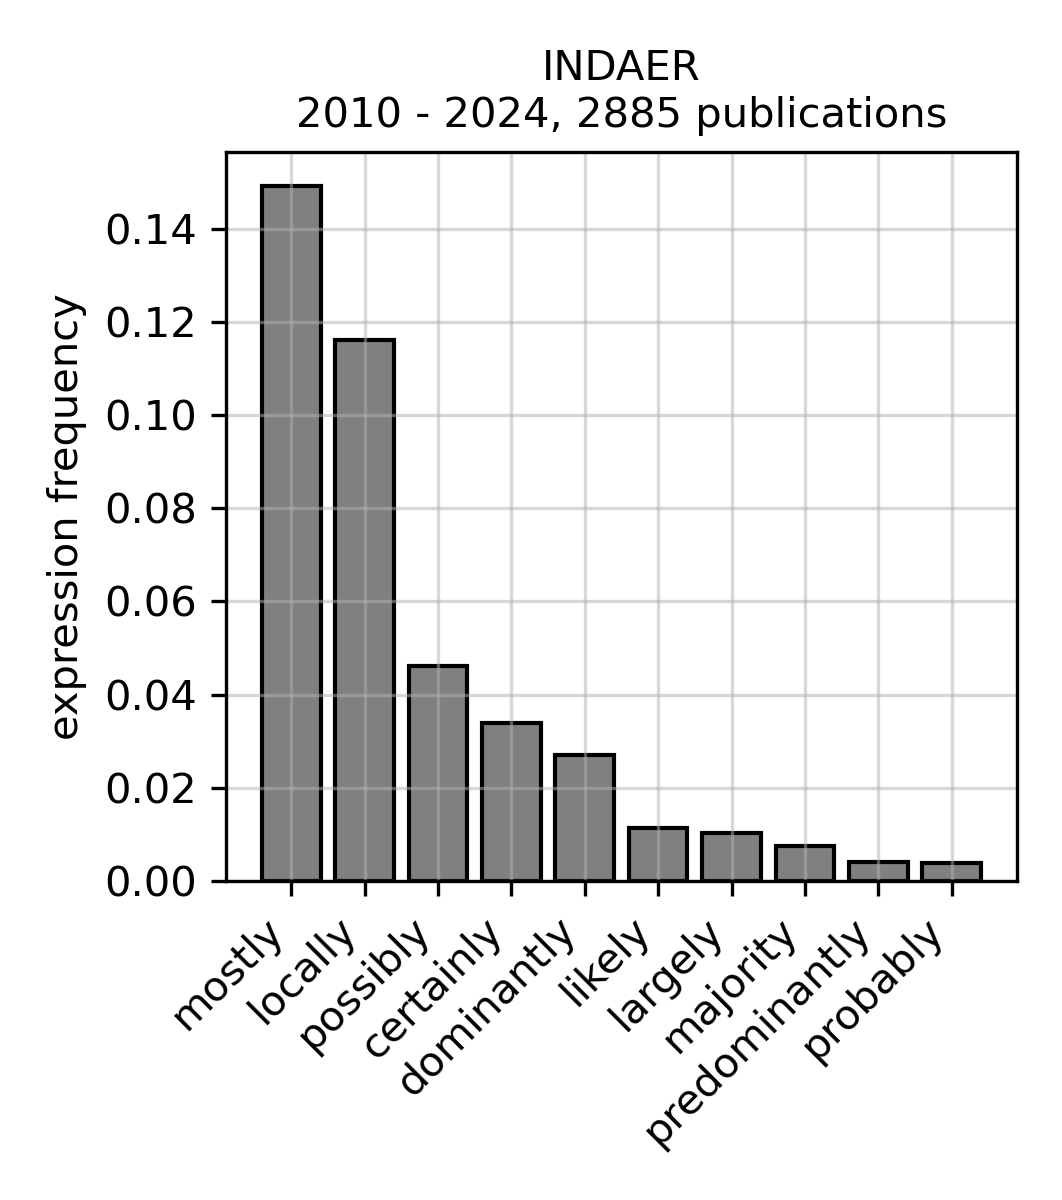 INDAER
2010 - 2024, 2885 publications
expression frequency
0.14
0.12
0.10
0.08
0.06
0.04
0.02
0.00
mostly
locally
possibly
certainly
dominantly
likely
largely
majority
predominantly
probably